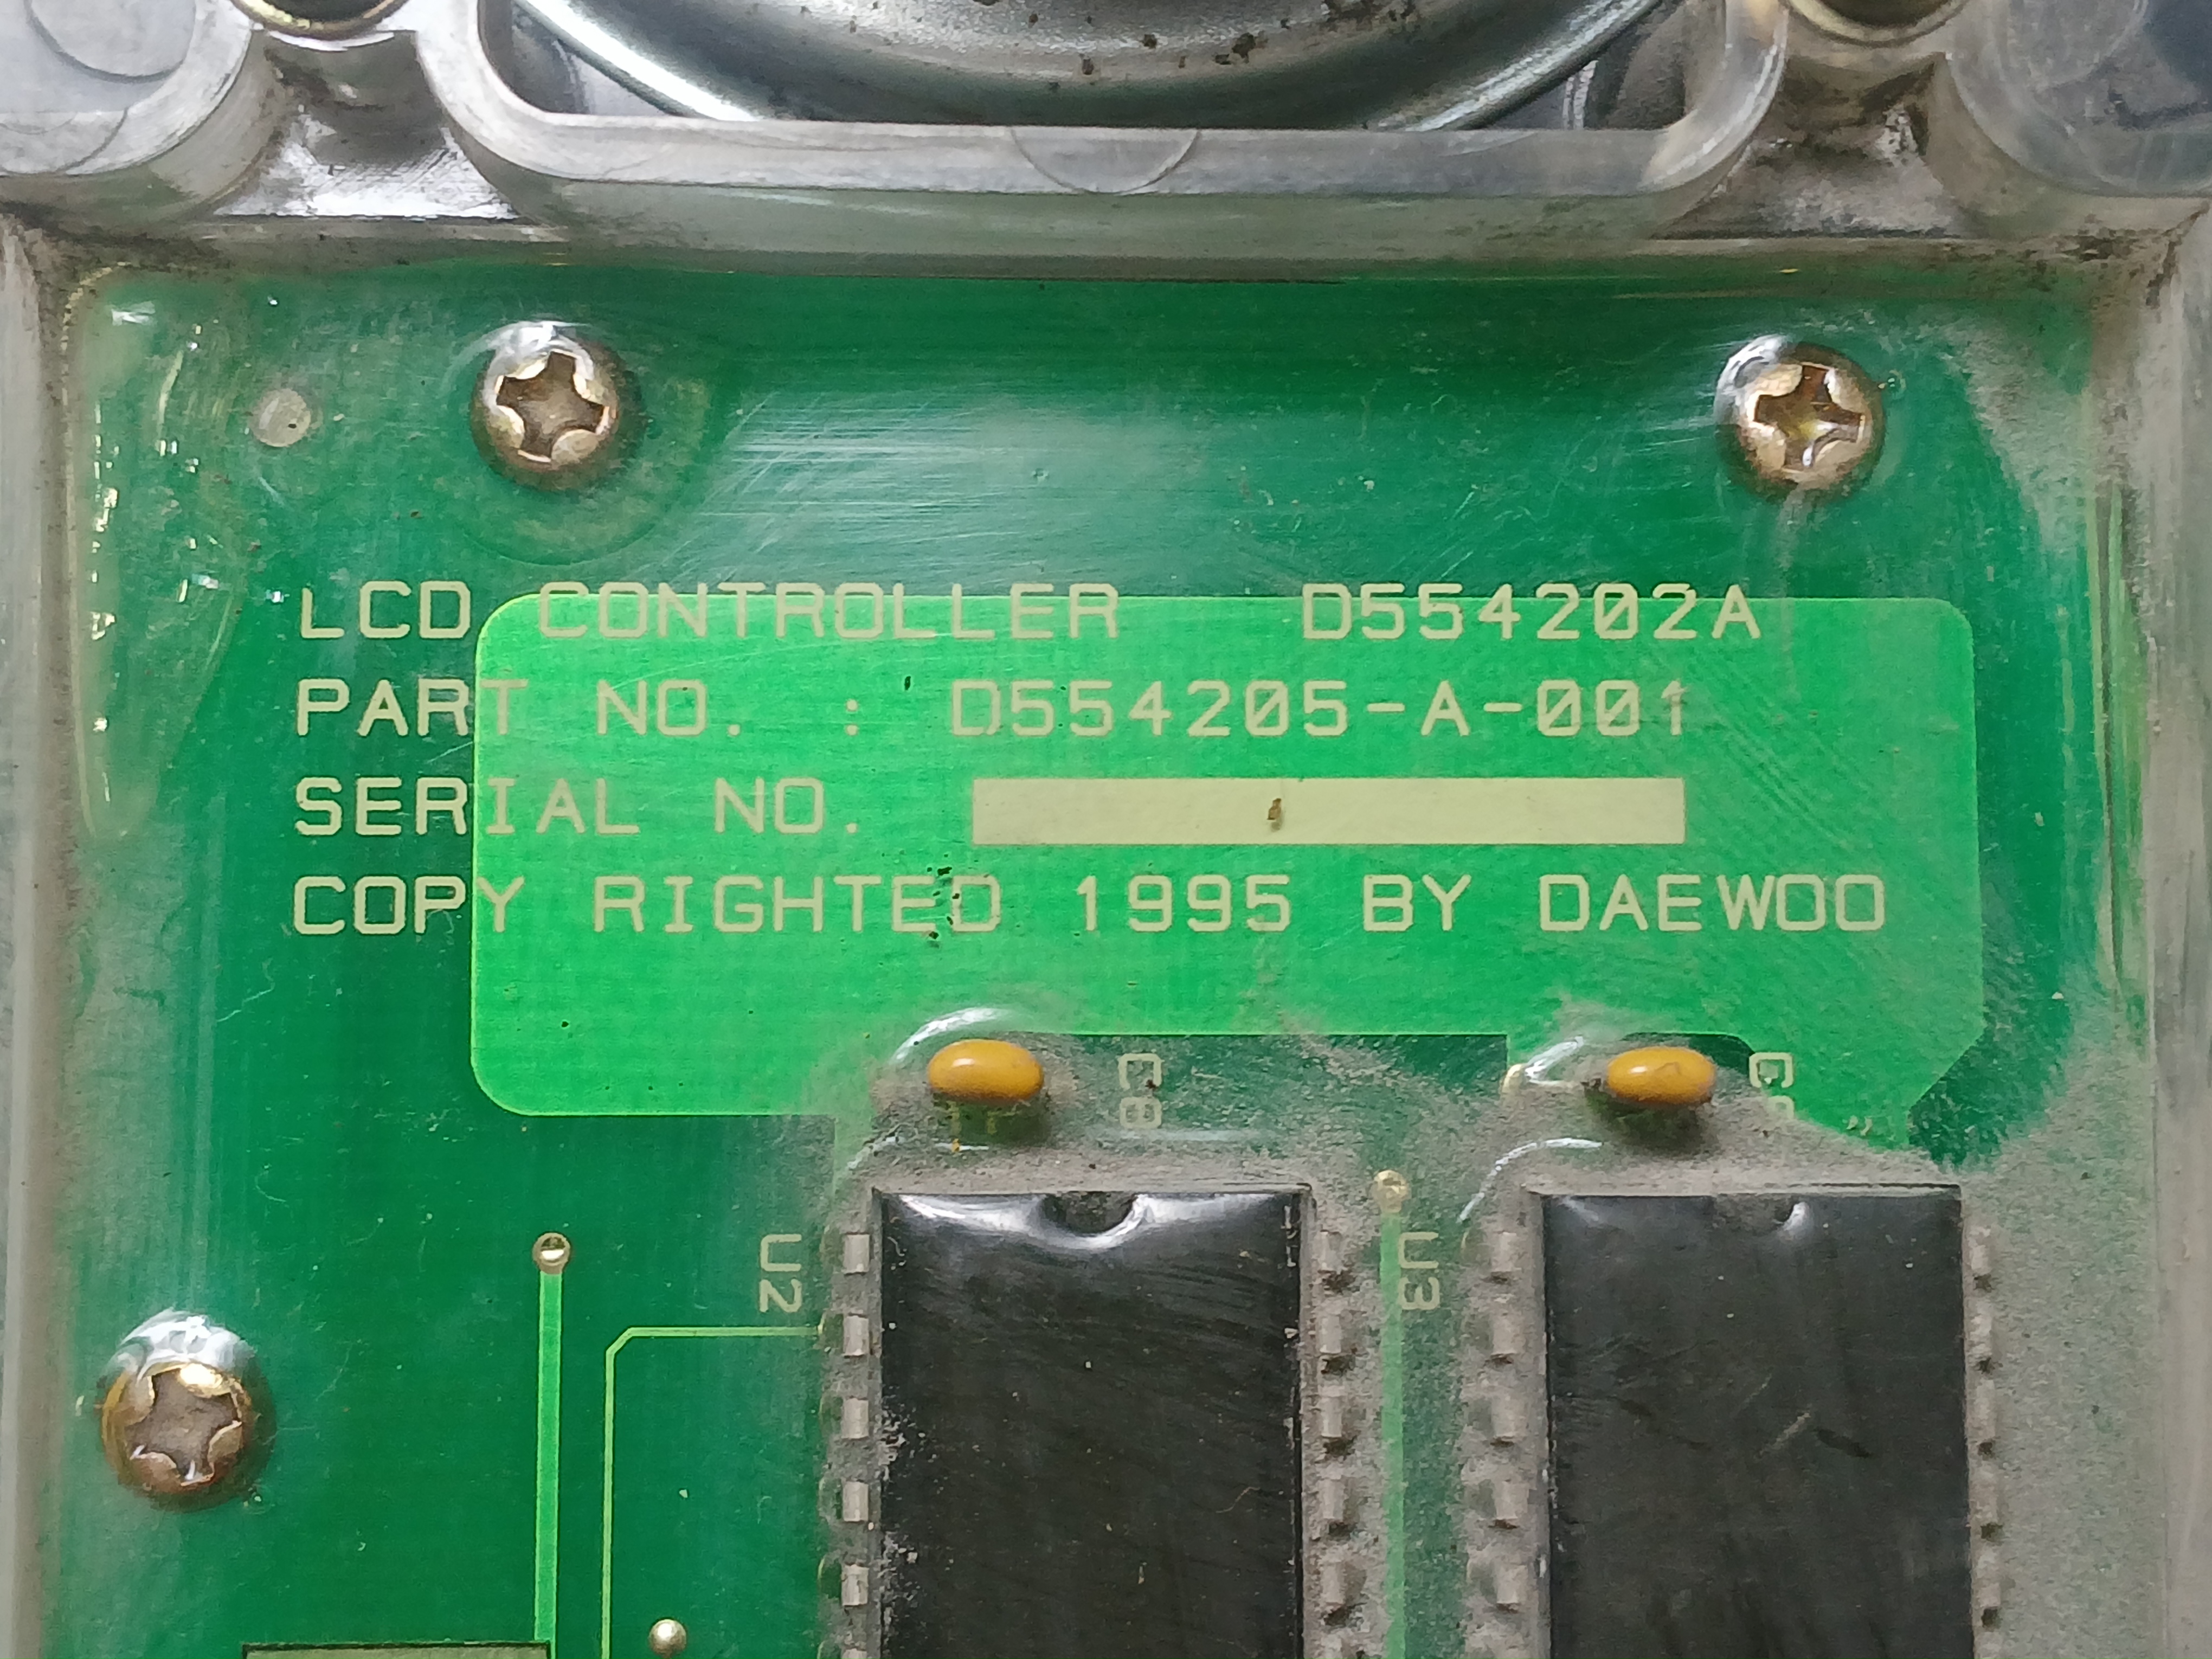 LCD CONTROLLER D554202A
PART NO. : D554205-A-001
SERIAL NO.
COPY RIGHTED 1995 BY DAEWOO
C8
U2
U3